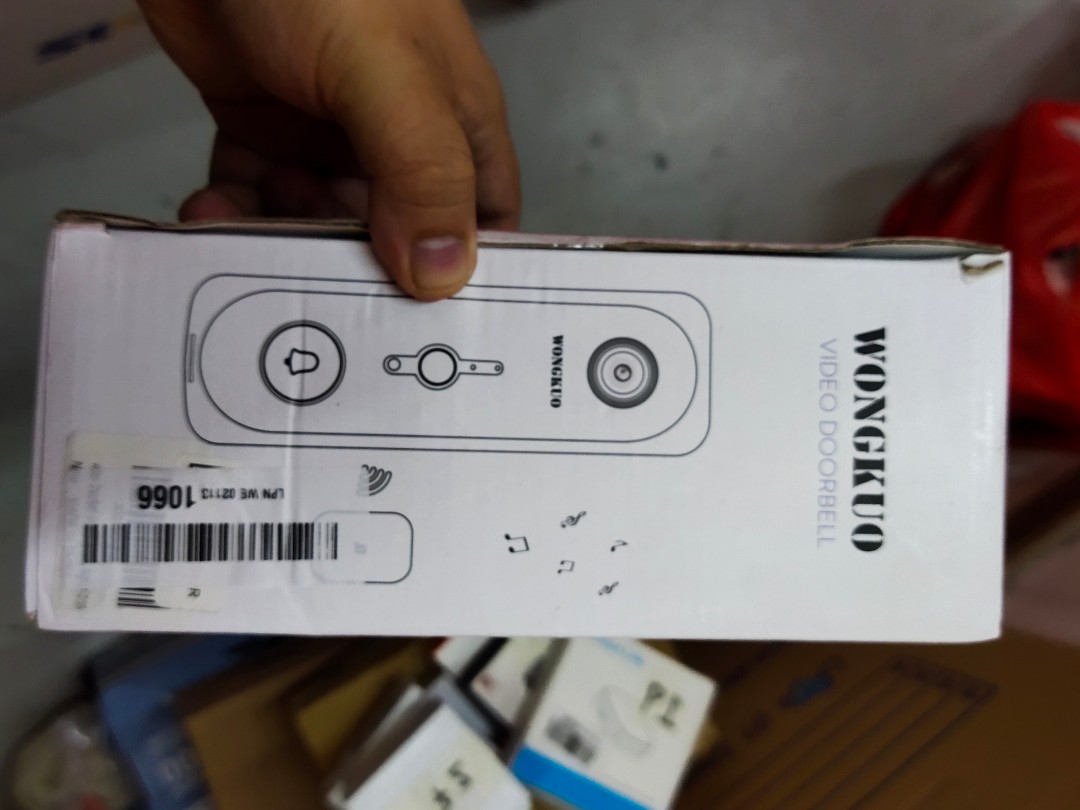 WONGKUO
VIDEO DOORBELL
WONGKUO
LPN WE 02113 1066
R